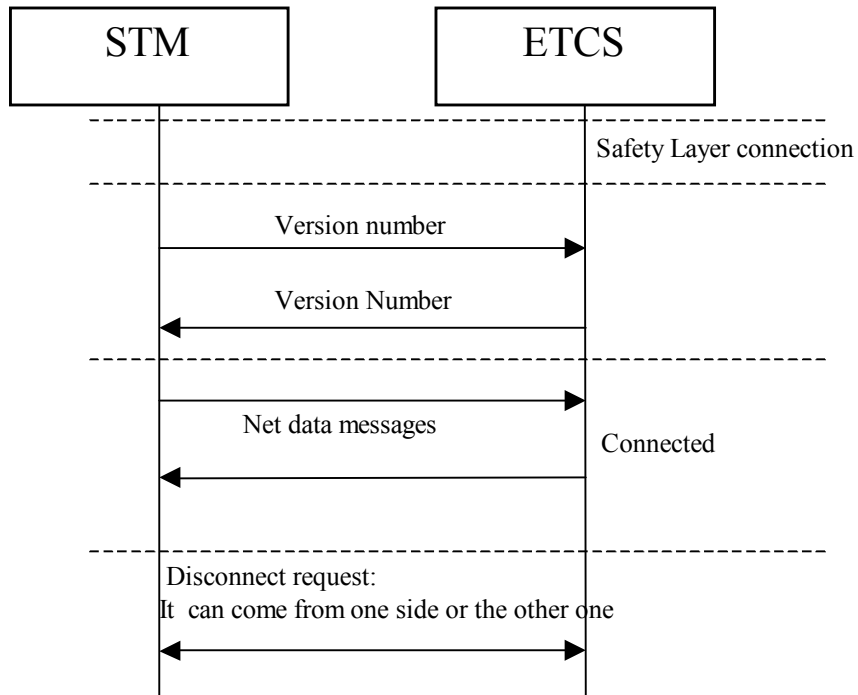 STM
ETCS
Safety Layer connection
Version number
Version Number
Net data messages
Connected
Disconnect request:
It can come from one side or the other one